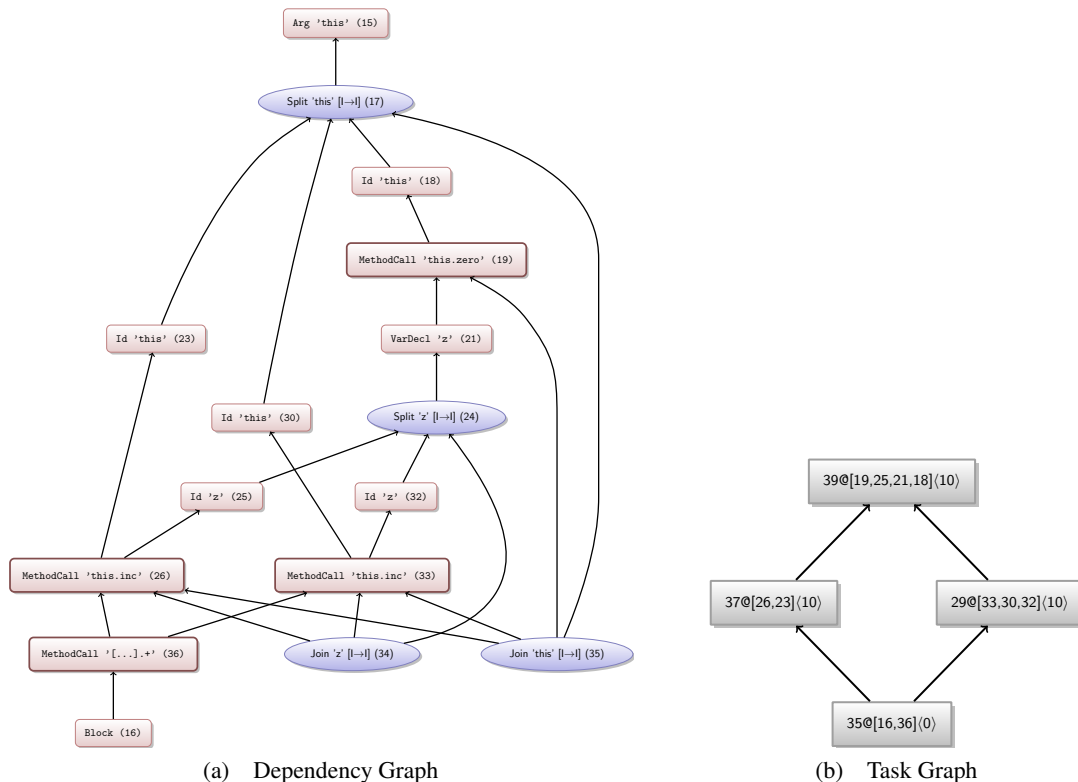 Arg 'this' (15)
Split 'this' [I→I] (17)
Id 'this' (18)
MethodCall 'this.zero' (19)
Id 'this' (23)
VarDecl 'z' (21)
Id 'this' (30)
Split 'z' [I→I] (24)
Id 'z' (25)
Id 'z' (32)
39@[19,25,21,18]⟨10⟩
MethodCall 'this.inc' (26)
MethodCall 'this.inc' (33)
37@[26,23]⟨10⟩
29@[33,30,32]⟨10⟩
MethodCall '[...].+' (36)
Join 'z' [I→I] (34)
Join 'this' [I→I] (35)
Block (16)
35@[16,36]⟨0⟩
(a) Dependency Graph
(b) Task Graph